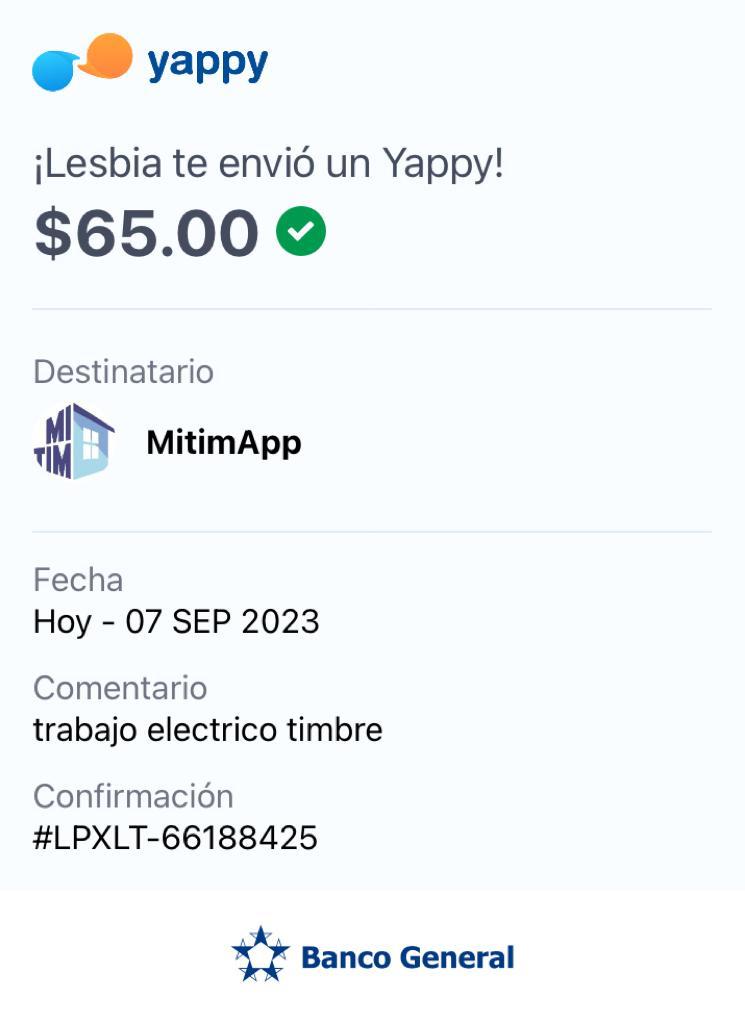 yappy
¡Lesbia te envió un Yappy!
$65.00
Destinatario
MI
TIM
MitimApp
Fecha
Hoy - 07 SEP 2023
Comentario
trabajo electrico timbre
Confirmación
#LPXLT-66188425
Banco General